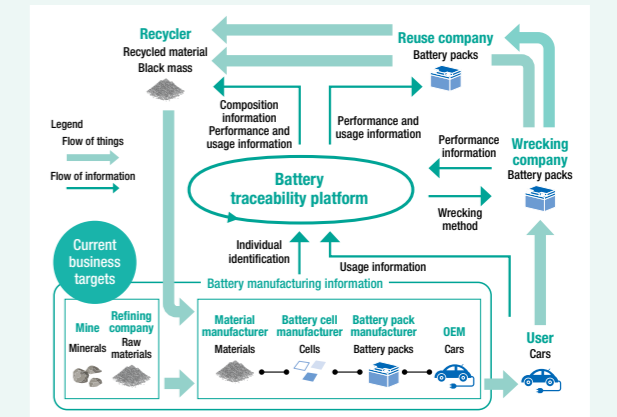 Recycler
Recycled material
Black mass
Reuse company
Battery packs
Composition
information
Performance and
usage information
Performance and
usage information
Legend
Flow of things
Flow of information
Performance
information
Wrecking
company
Battery packs
Battery
traceability platform
Wrecking
method
Current
business
targets
Individual
identification
Usage information
Battery manufacturing information
Mine
Minerals
Refining
company
Raw
materials
Material
manufacturer
Materials
Battery cell
manufacturer
Cells
Battery pack
manufacturer
Battery packs
OEM
Cars
User
Cars